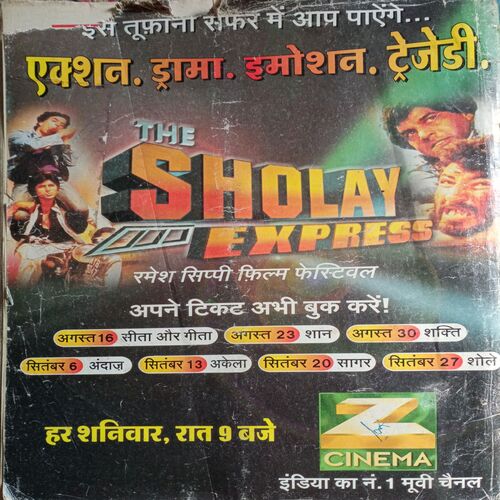 इस तूफ़ानी सफर में आप पाएंगे...
एक्शन. ड्रामा. इमोशन. ट्रेजेडी.
THE
SHOLAY
EXPRESS
रमेश सिप्पी फ़िल्म फेस्टिवल
अपने टिकट अभी बुक करें!
अगस्त 16 सीता और गीता अगस्त 23 शान अगस्त 30 शक्ति
सितंबर 6 अंदाज़ सितंबर 13 अकेला सितंबर 20 सागर सितंबर 27 शोले
हर शनिवार, रात 9 बजे
Z
CINEMA
इंडिया का नं. 1 मूवी चैनल